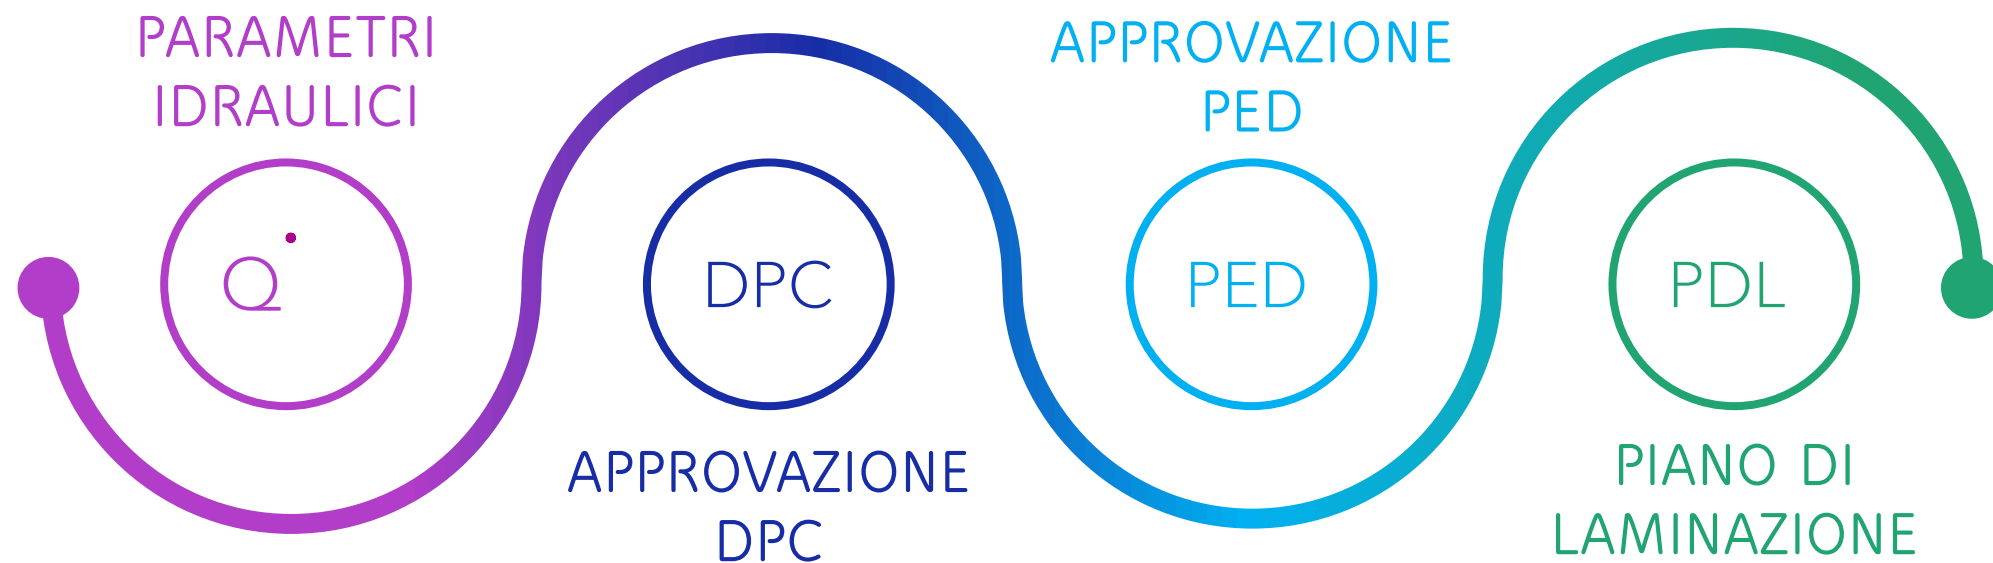 PARAMETRI
IDRAULICI
Q
APPROVAZIONE
DPC
DPC
APPROVAZIONE
PED
PED
PDL
PIANO DI
LAMINAZIONE